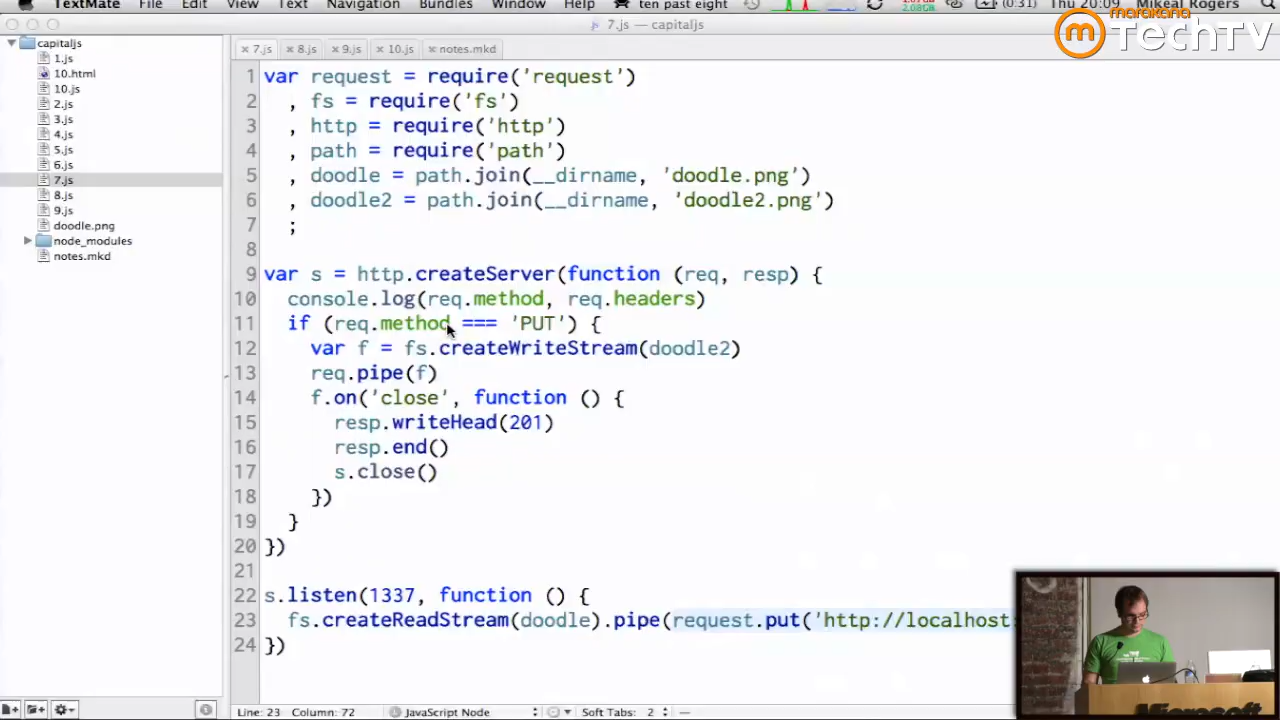 TextMate File Edit View Text Navigation Bundles Window Help ten past eight 2.08GB (0:31) Thu 20:09 Mikeal Rogers
7.js — capitaljs
marakana
m TechTV
capitaljs
1.js
10.html
10.js
2.js
3.js
4.js
5.js
6.js
7.js
8.js
9.js
doodle.png
node_modules
notes.mkd
7.js 8.js 9.js 10.js notes.mkd
1 var request = require('request')
2 , fs = require('fs')
3 , http = require('http')
4 , path = require('path')
5 , doodle = path.join(__dirname, 'doodle.png')
6 , doodle2 = path.join(__dirname, 'doodle2.png')
7 ;
8
9 var s = http.createServer(function (req, resp) {
10 console.log(req.method, req.headers)
11 if (req.method === 'PUT') {
12 var f = fs.createWriteStream(doodle2)
13 req.pipe(f)
14 f.on('close', function () {
15 resp.writeHead(201)
16 resp.end()
17 s.close()
18 })
19 }
20 })
21
22 s.listen(1337, function () {
23 fs.createReadStream(doodle).pipe(request.put('http://localhost:
24 })
Line: 23 Column: 72 JavaScript Node Soft Tabs: 2 —
Microsoft